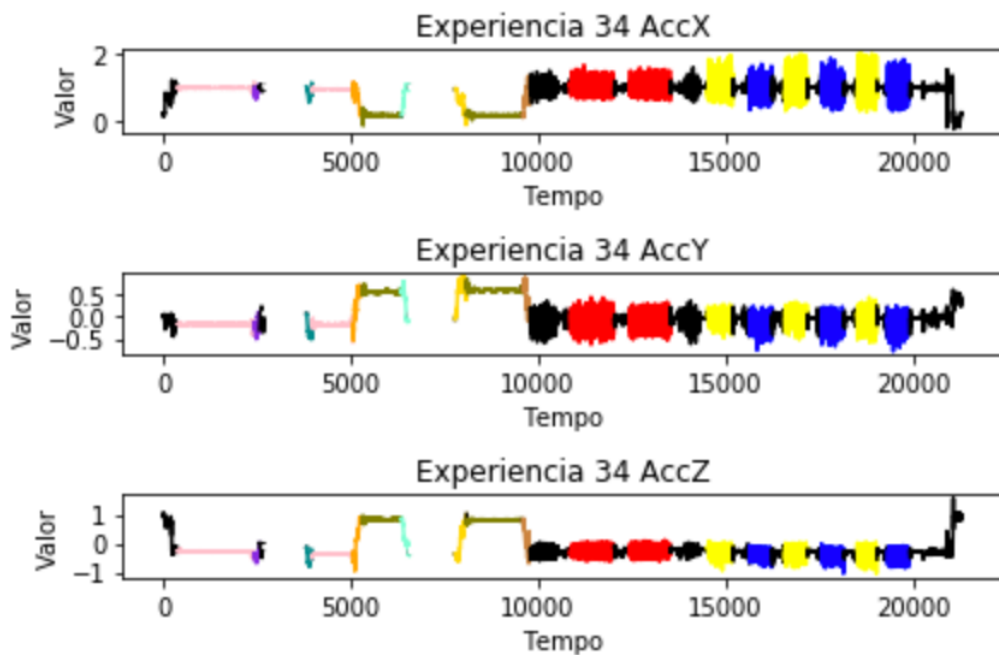 Experiencia 34 AccX
2
0
Valor
0 5000 10000 15000 20000
Tempo
Experiencia 34 AccY
0.5
0.0
−0.5
Valor
0 5000 10000 15000 20000
Tempo
Experiencia 34 AccZ
1
0
−1
Valor
0 5000 10000 15000 20000
Tempo